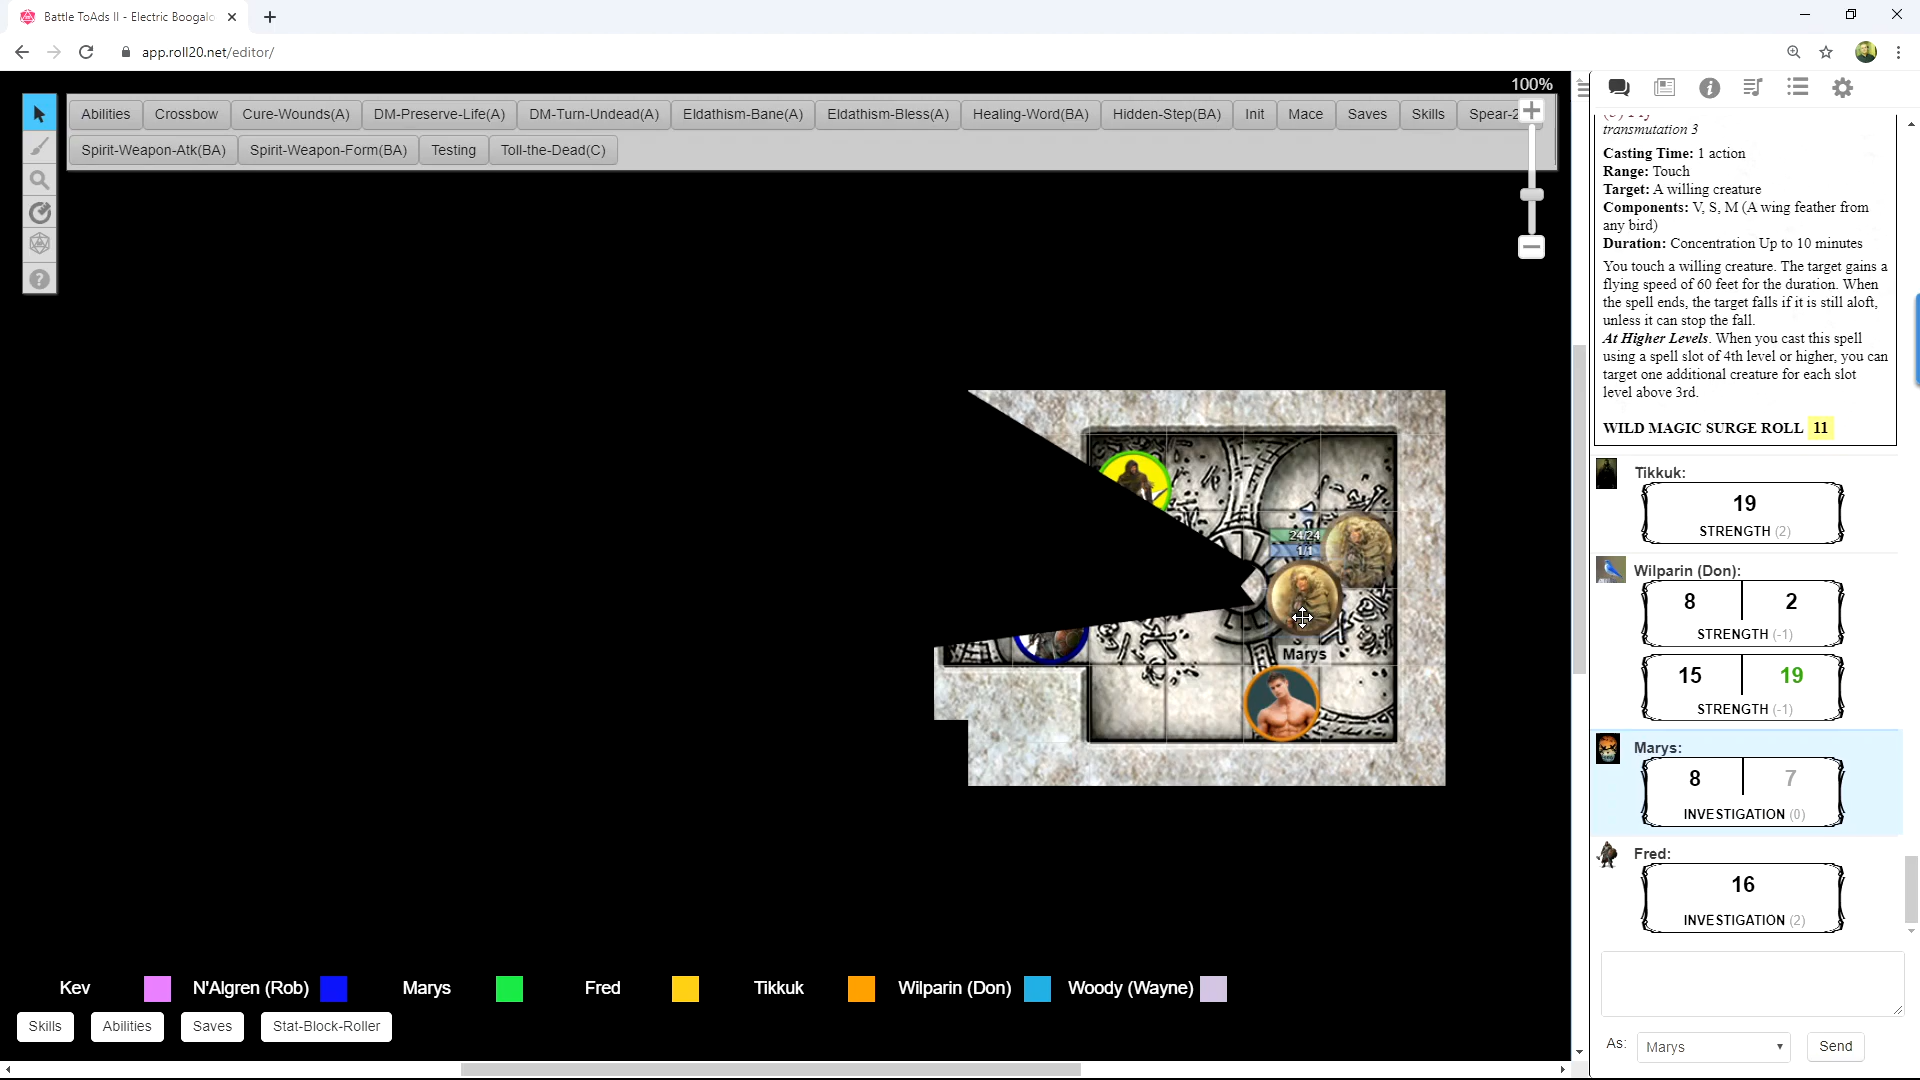 Battle ToAds II - Electric Boogalo
app.roll20.net/editor/
100%
Abilities
Crossbow
Cure-Wounds(A)
DM-Preserve-Life(A)
DM-Turn-Undead(A)
Eldathism-Bane(A)
Eldathism-Bless(A)
Healing-Word(BA)
Hidden-Step(BA)
Init
Mace
Saves
Skills
Spear-2
Spirit-Weapon-Atk(BA)
Spirit-Weapon-Form(BA)
Testing
Toll-the-Dead(C)
24/24
1/1
Marys
Kev
N'Algren (Rob)
Marys
Fred
Tikkuk
Wilparin (Don)
Woody (Wayne)
Skills
Abilities
Saves
Stat-Block-Roller
transmutation 3
Casting Time: 1 action
Range: Touch
Target: A willing creature
Components: V, S, M (A wing feather from
any bird)
Duration: Concentration Up to 10 minutes
You touch a willing creature. The target gains a
flying speed of 60 feet for the duration. When
the spell ends, the target falls if it is still aloft,
unless it can stop the fall.
At Higher Levels. When you cast this spell
using a spell slot of 4th level or higher, you can
target one additional creature for each slot
level above 3rd.
WILD MAGIC SURGE ROLL 11
Tikkuk:
19
STRENGTH (2)
Wilparin (Don):
8 2
STRENGTH (-1)
15 19
STRENGTH (-1)
Marys:
8 7
INVESTIGATION (0)
Fred:
16
INVESTIGATION (2)
As: Marys Send